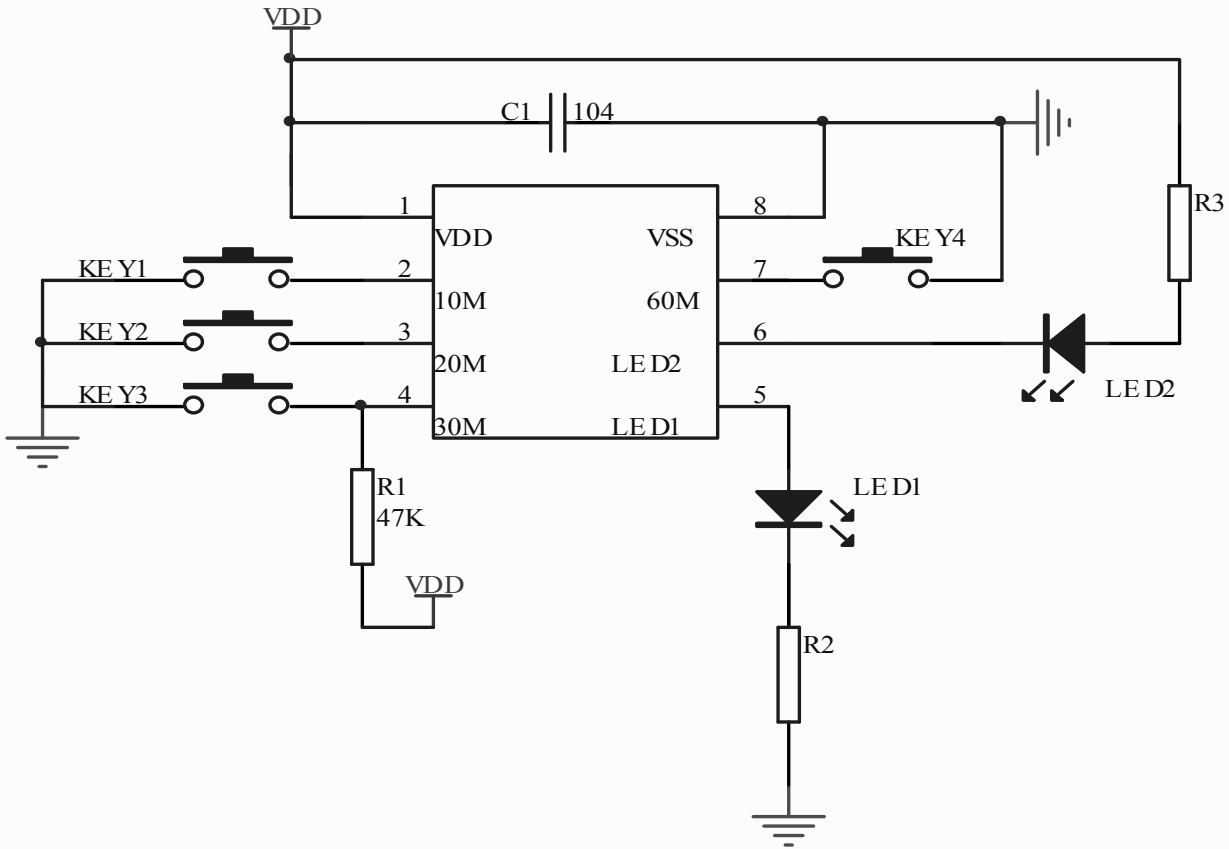 VDD
C1 104
R3
1 8
VDD VSS KEY4
KEY1 2 7
10M 60M
KEY2 3 6
20M LED2 LED2
KEY3 4 5
30M LED1
R1 LED1
47K
VDD
R2